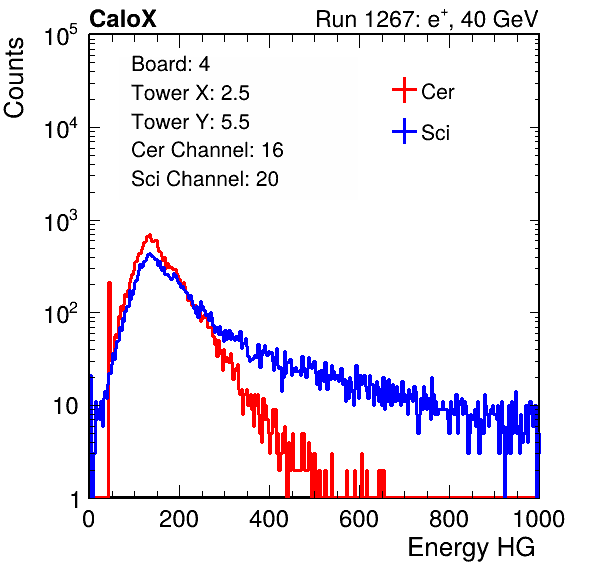 CaloX Run 1267: e⁺, 40 GeV
Counts
10⁵
10⁴
10³
10²
10
1
Board: 4
Tower X: 2.5
Tower Y: 5.5
Cer Channel: 16
Sci Channel: 20
Cer
Sci
0 200 400 600 800 1000
Energy HG